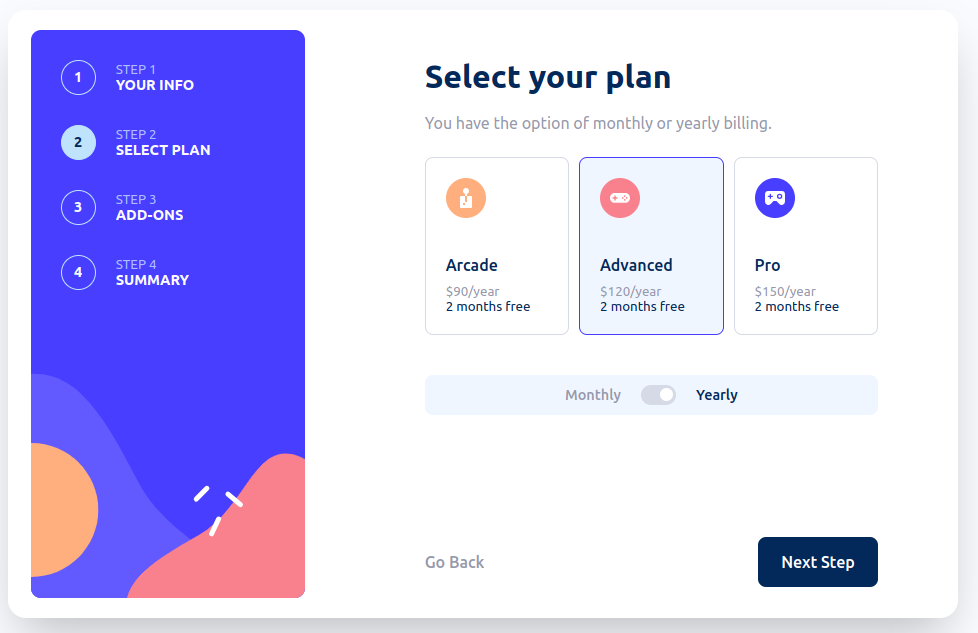 1
STEP 1
YOUR INFO
2
STEP 2
SELECT PLAN
3
STEP 3
ADD-ONS
4
STEP 4
SUMMARY
Select your plan
You have the option of monthly or yearly billing.
Arcade
$90/year
2 months free
Advanced
$120/year
2 months free
Pro
$150/year
2 months free
Monthly
Yearly
Go Back
Next Step